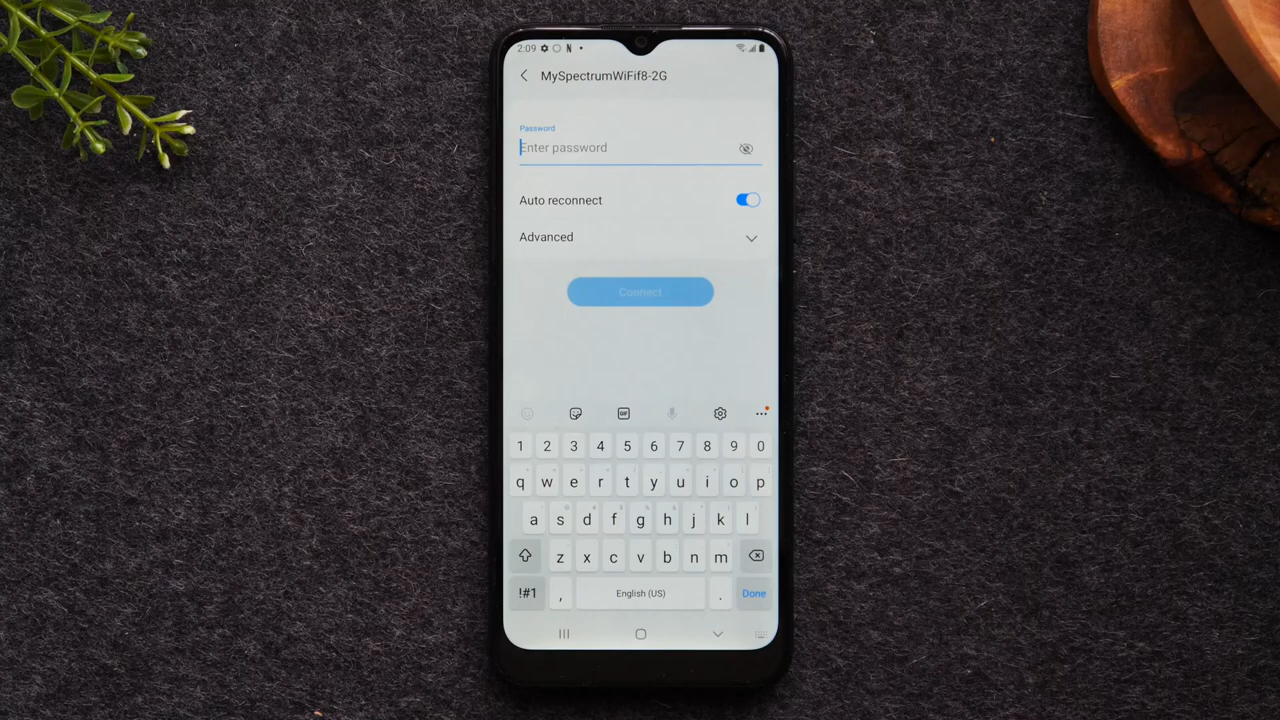 2:09
MySpectrumWiFif8-2G
Password
Enter password
Auto reconnect
Advanced
Connect
GIF
1 2 3 4 5 6 7 8 9 0
q w e r t y u i o p
a s d f g h j k l
z x c v b n m
!#1 , English (US) . Done